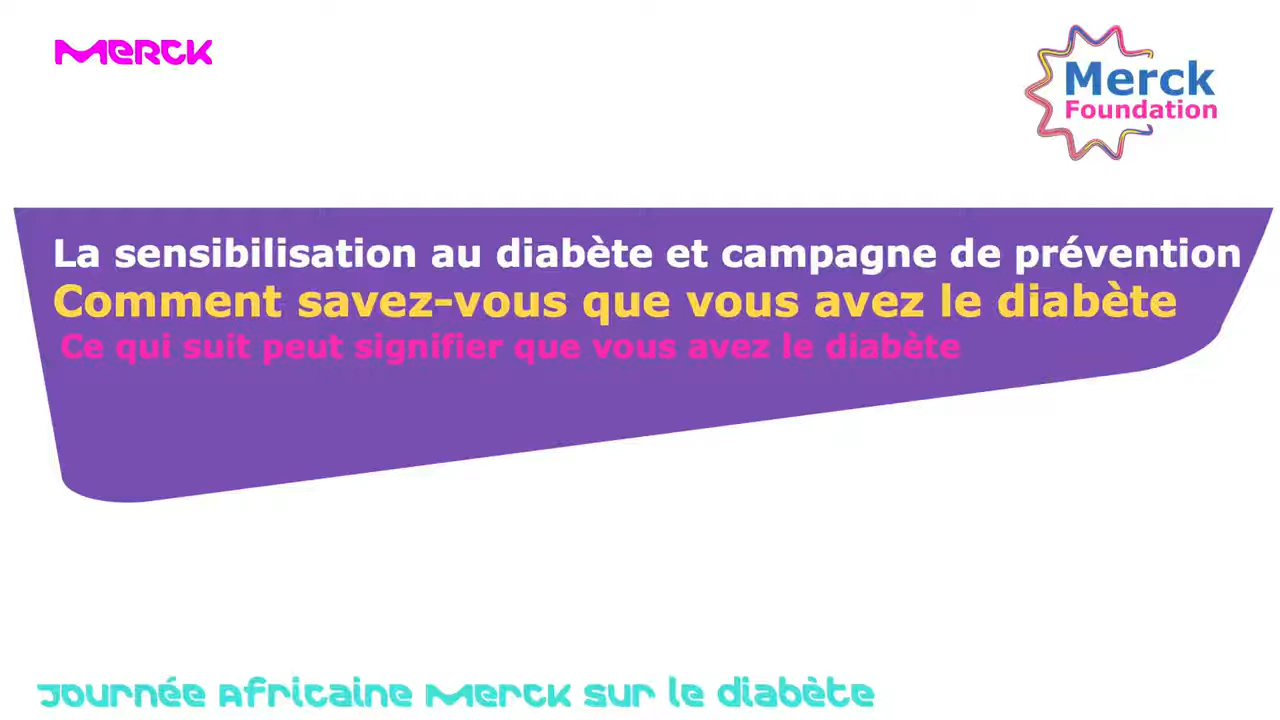 Merck
Merck
Foundation
La sensibilisation au diabète et campagne de prévention
Comment savez-vous que vous avez le diabète
Ce qui suit peut signifier que vous avez le diabète
Journée Africaine Merck sur le diabète